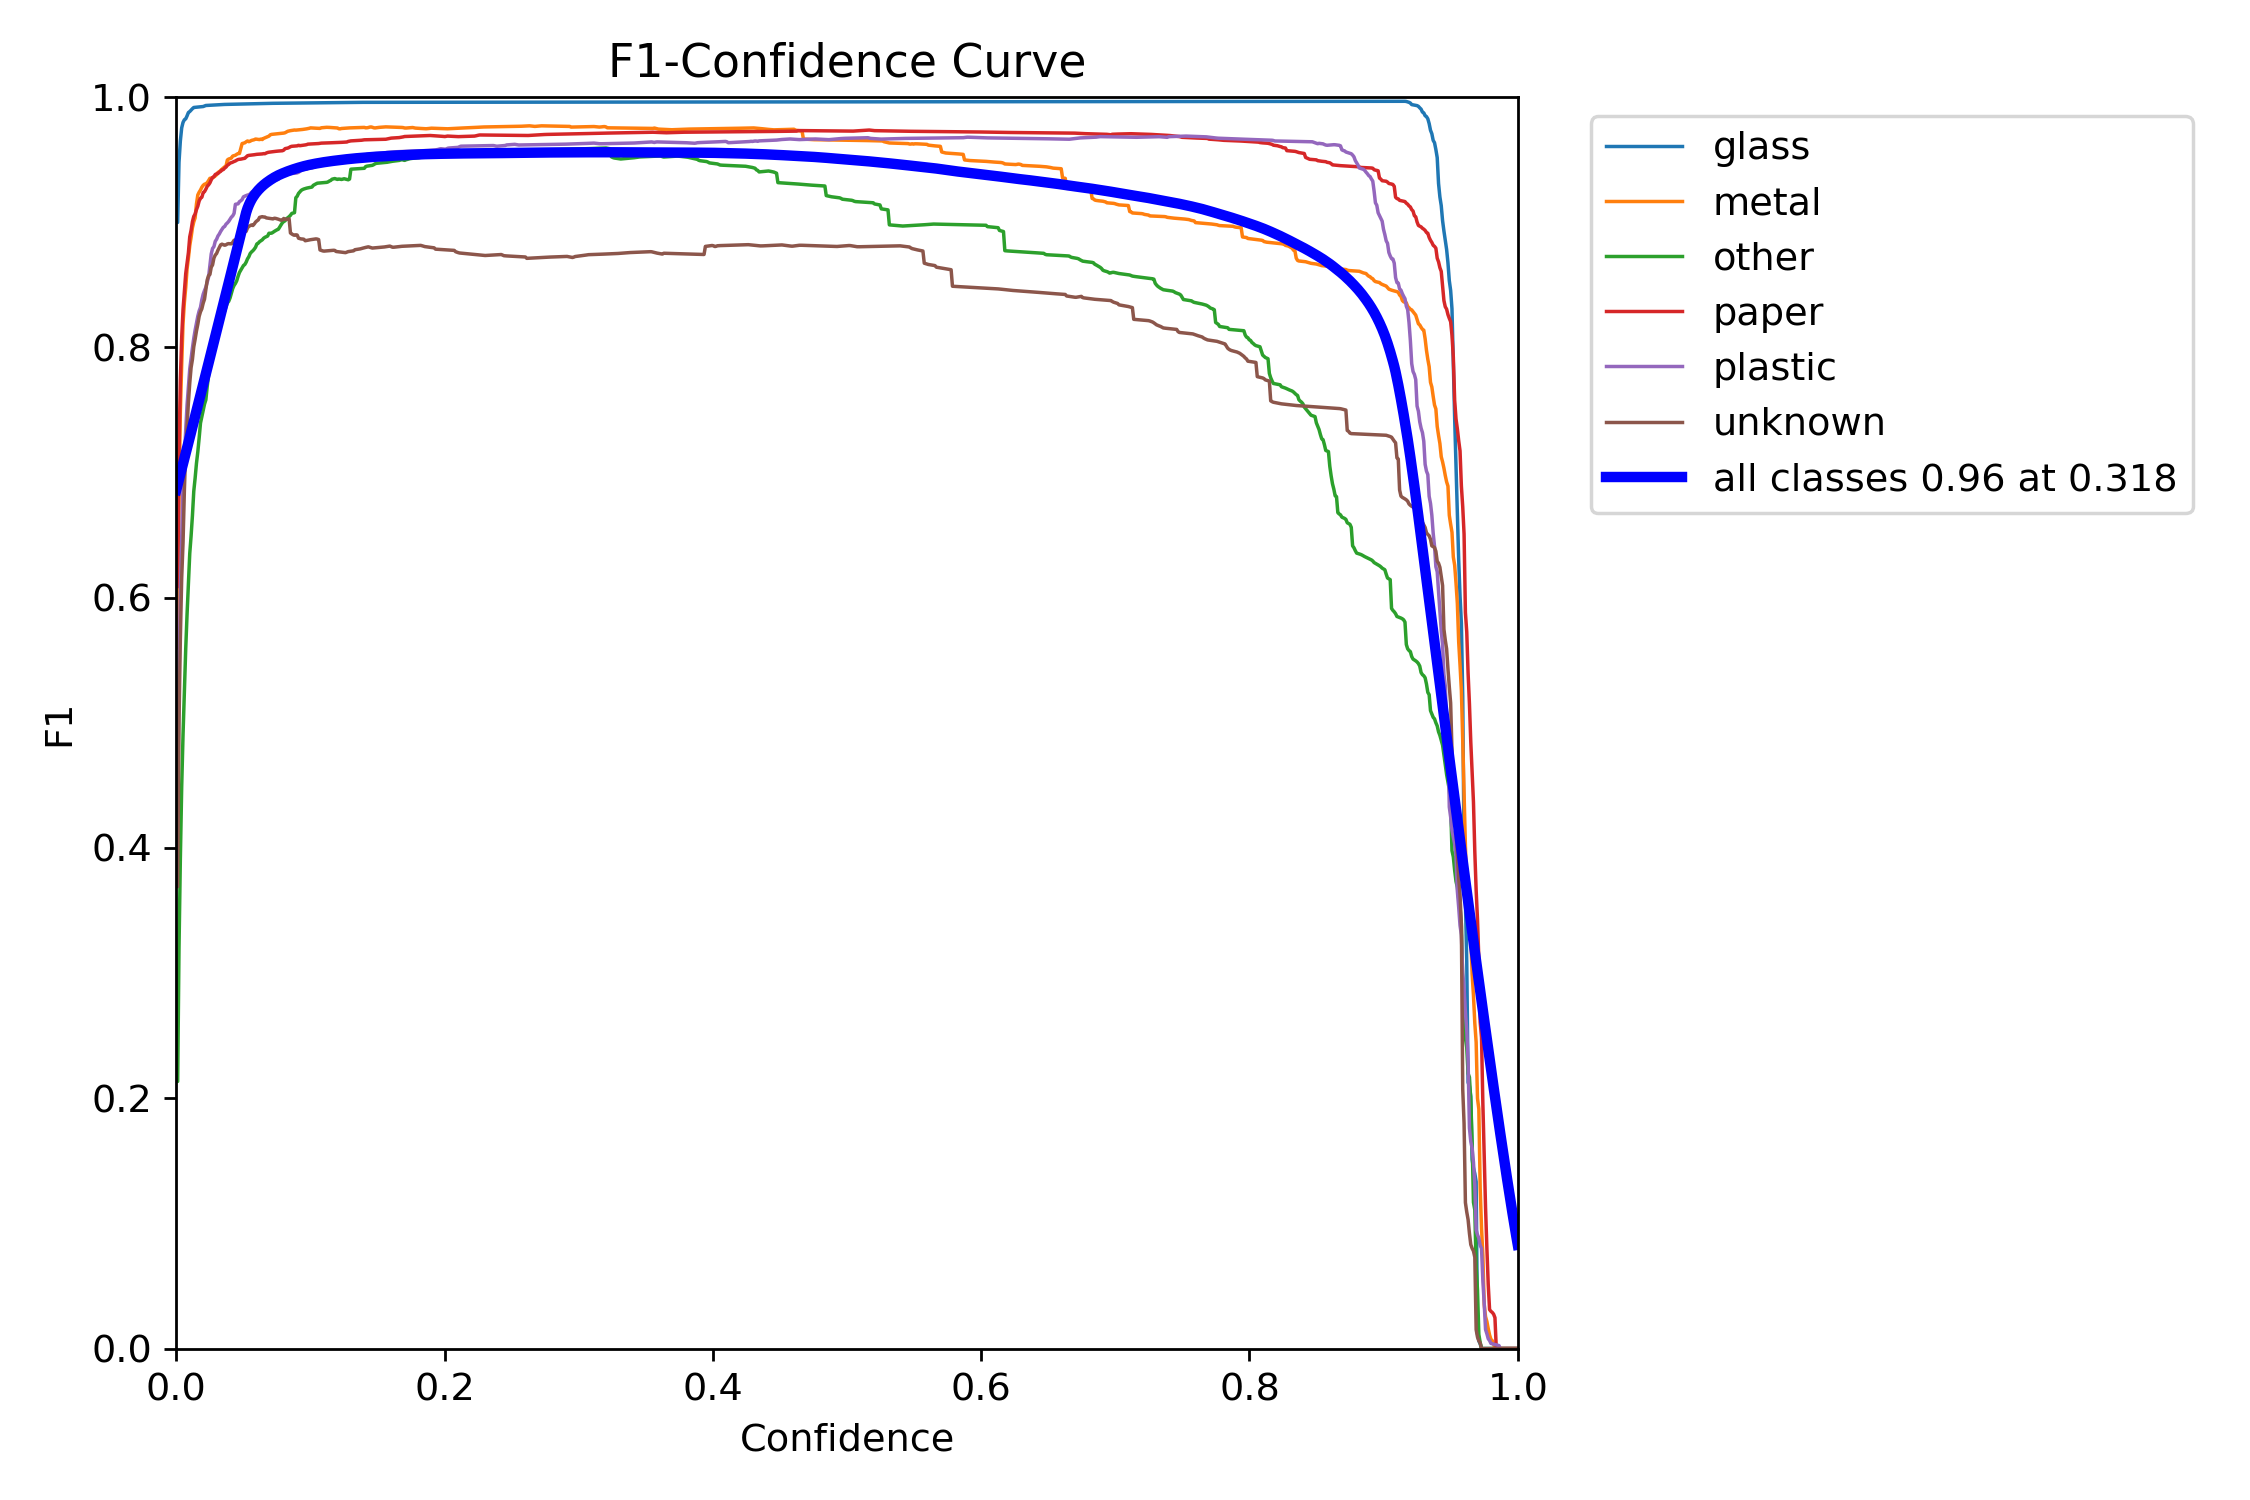 F1-Confidence Curve
1.0
0.8
0.6
0.4
0.2
0.0
F1
0.0 0.2 0.4 0.6 0.8 1.0
Confidence
glass
metal
other
paper
plastic
unknown
all classes 0.96 at 0.318